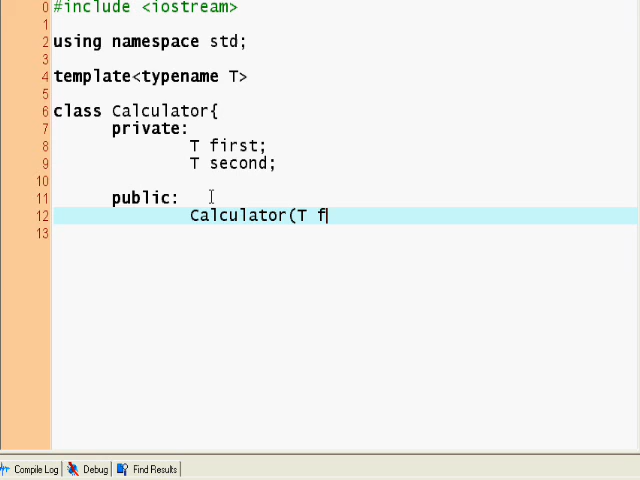 0 #include <iostream>
1
2 using namespace std;
3
4 template<typename T>
5
6 class Calculator{
7 private:
8 T first;
9 T second;
10
11 public:
12 Calculator(T f
13
Compile Log Debug Find Results